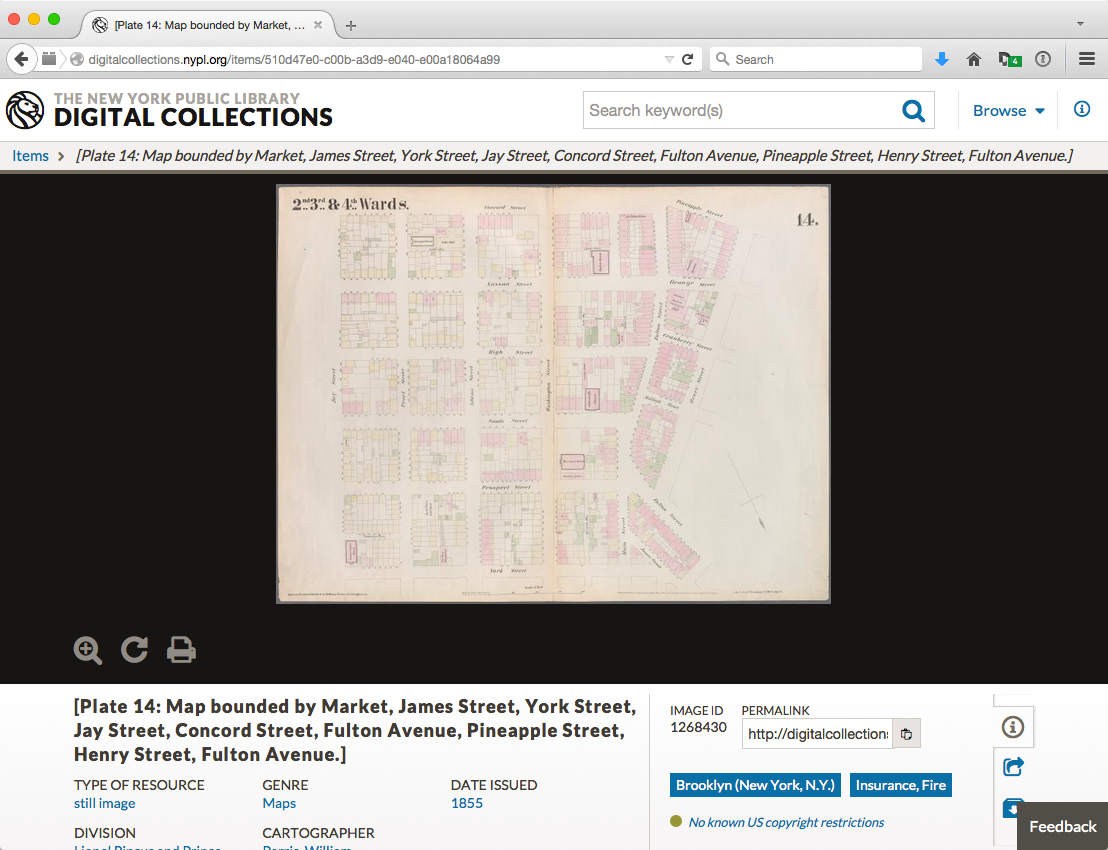 [Plate 14: Map bounded by Market, ...
digitalcollections.nypl.org/items/510d47e0-c00b-a3d9-e040-e00a18064a99
Search
4
THE NEW YORK PUBLIC LIBRARY
DIGITAL COLLECTIONS
Search keyword(s)
Browse
Items > [Plate 14: Map bounded by Market, James Street, York Street, Jay Street, Concord Street, Fulton Avenue, Pineapple Street, Henry Street, Fulton Avenue.]
2nd 3rd & 4th Wards.
14.
Concord Street
Pineapple Street
Nassau Street
Orange Street
Fulton Street
Cranberry Street
High Street
Jay Street
Pearl Street
Adams Street
Washington Street
Henry Street
Sands Street
Prospect Street
Fulton Street
Main Street
York Street
[Plate 14: Map bounded by Market, James Street, York Street,
Jay Street, Concord Street, Fulton Avenue, Pineapple Street,
Henry Street, Fulton Avenue.]
TYPE OF RESOURCE
still image
GENRE
Maps
DATE ISSUED
1855
DIVISION
Lionel Pincus and Prince
CARTOGRAPHER
Perris, William
IMAGE ID
1268430
PERMALINK
http://digitalcollections
Brooklyn (New York, N.Y.)
Insurance, Fire
No known US copyright restrictions
Feedback